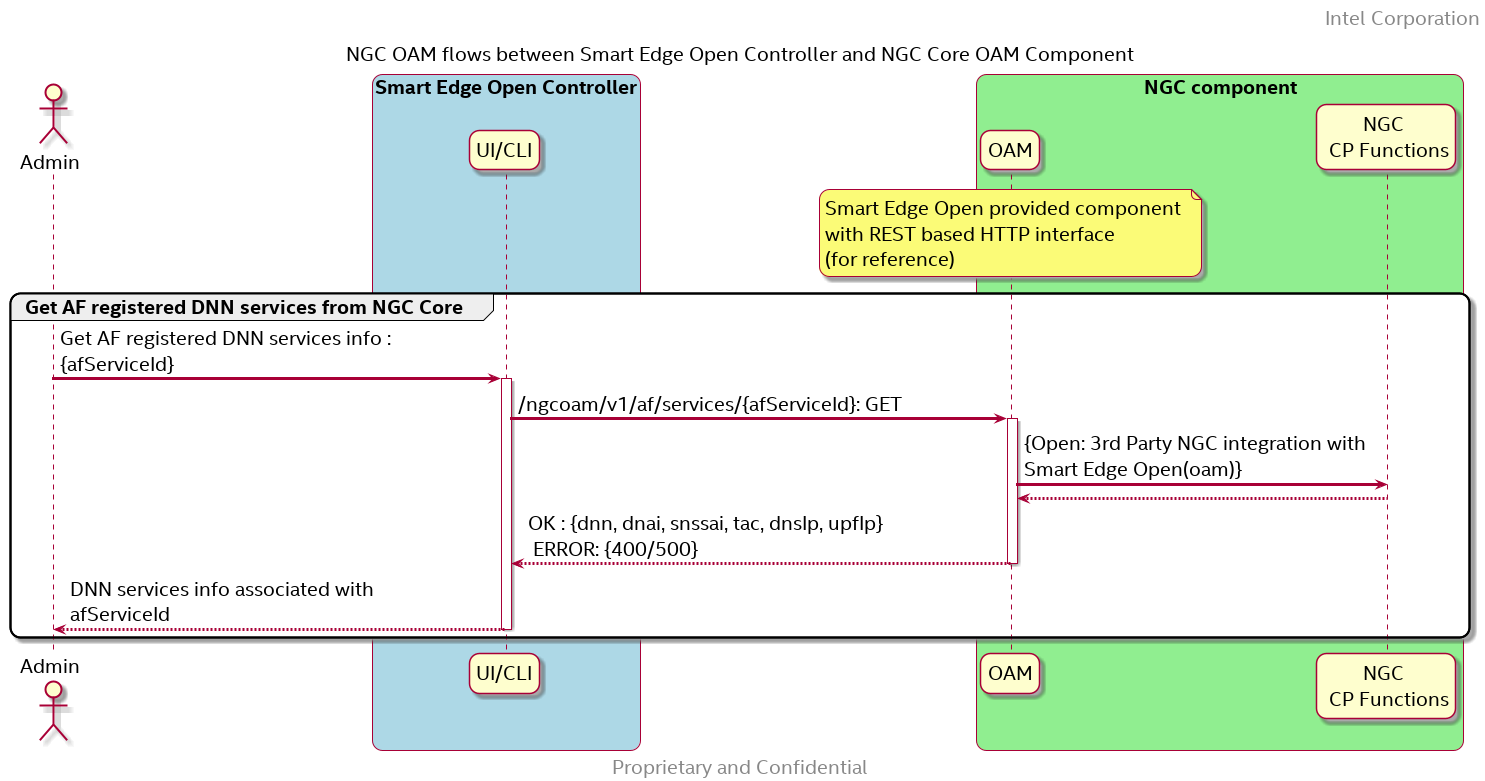 Intel Corporation
NGC OAM flows between Smart Edge Open Controller and NGC Core OAM Component
Smart Edge Open Controller
NGC component
Admin
UI/CLI
OAM
NGC
CP Functions
Smart Edge Open provided component
with REST based HTTP interface
(for reference)
Get AF registered DNN services from NGC Core
Get AF registered DNN services info :
{afServiceId}
/ngcoam/v1/af/services/{afServiceId}: GET
{Open: 3rd Party NGC integration with
Smart Edge Open(oam)}
OK : {dnn, dnai, snssai, tac, dnsIp, upfIp}
ERROR: {400/500}
DNN services info associated with
afServiceId
Admin
UI/CLI
OAM
NGC
CP Functions
Proprietary and Confidential